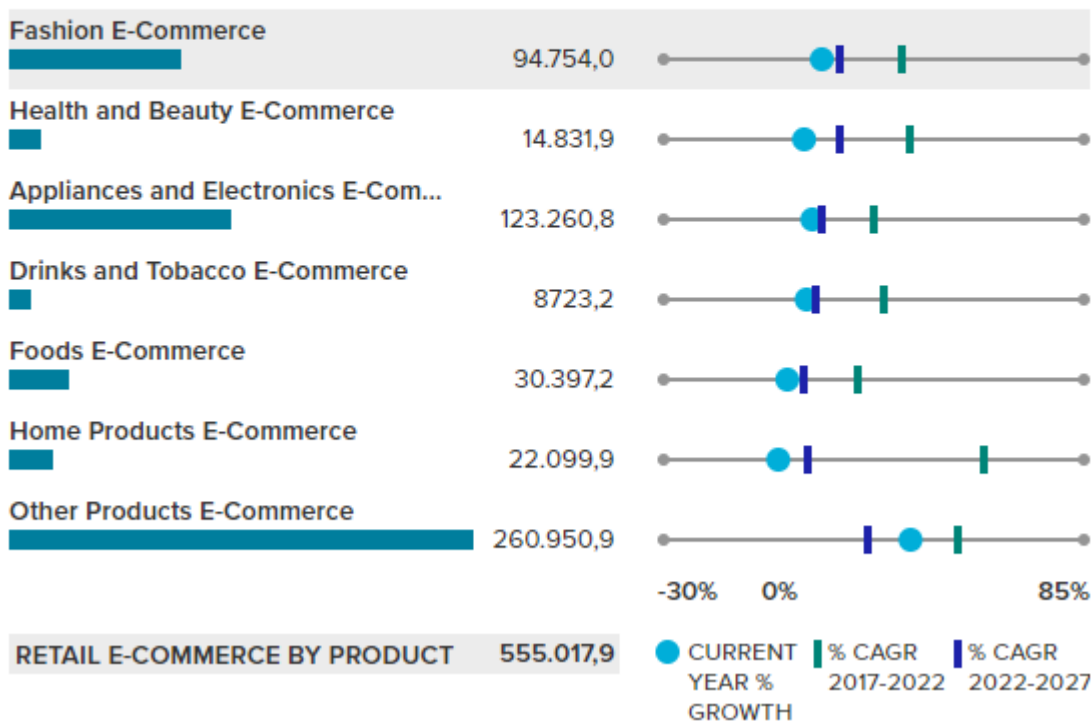 Fashion E-Commerce
94.754,0
Health and Beauty E-Commerce
14.831,9
Appliances and Electronics E-Com...
123.260,8
Drinks and Tobacco E-Commerce
8723,2
Foods E-Commerce
30.397,2
Home Products E-Commerce
22.099,9
Other Products E-Commerce
260.950,9
-30% 0% 85%
RETAIL E-COMMERCE BY PRODUCT 555.017,9
CURRENT
YEAR %
GROWTH
% CAGR
2017-2022
% CAGR
2022-2027